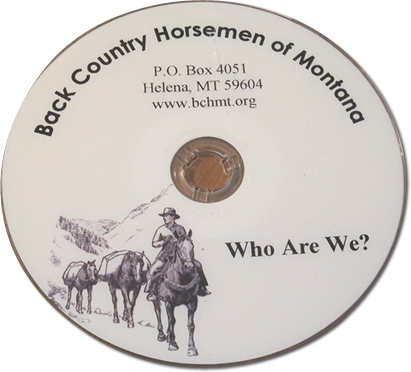 Back Country Horsemen of Montana
P.O. Box 4051
Helena, MT 59604
www.bchmt.org
Who Are We?